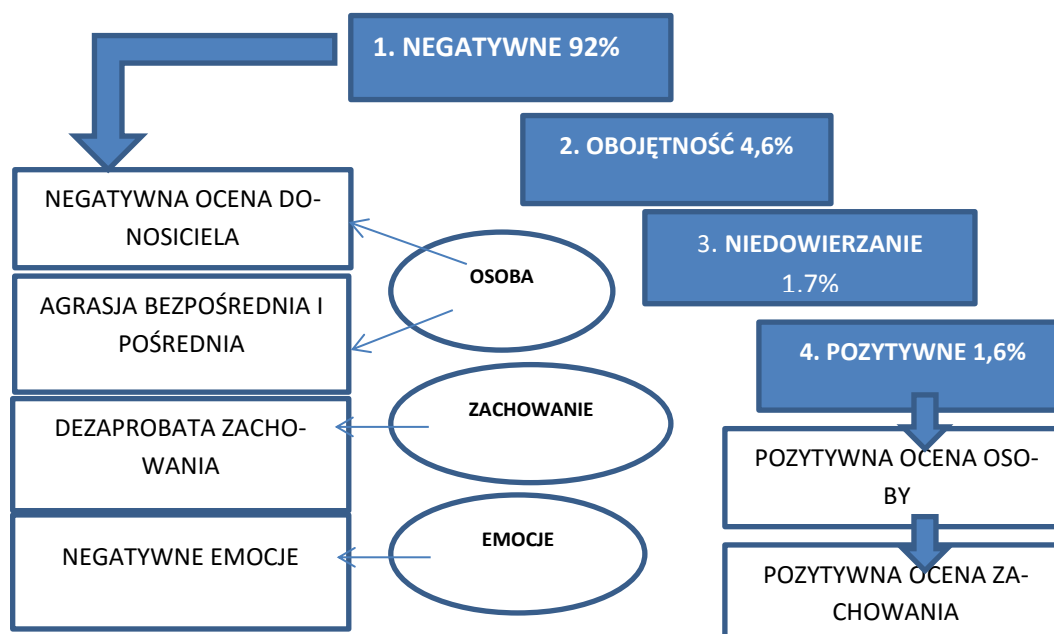 1. NEGATYWNE 92%
2. OBOJĘTNOŚĆ 4,6%
3. NIEDOWIERZANIE
1.7%
4. POZYTYWNE 1,6%
NEGATYWNA OCENA DO-
NOSICIELA
AGRASJA BEZPOŚREDNIA I
POŚREDNIA
DEZAPROBATA ZACHO-
WANIA
NEGATYWNE EMOCJE
OSOBA
ZACHOWANIE
EMOCJE
POZYTYWNA OCENA OSO-
BY
POZYTYWNA OCENA ZA-
CHOWANIA